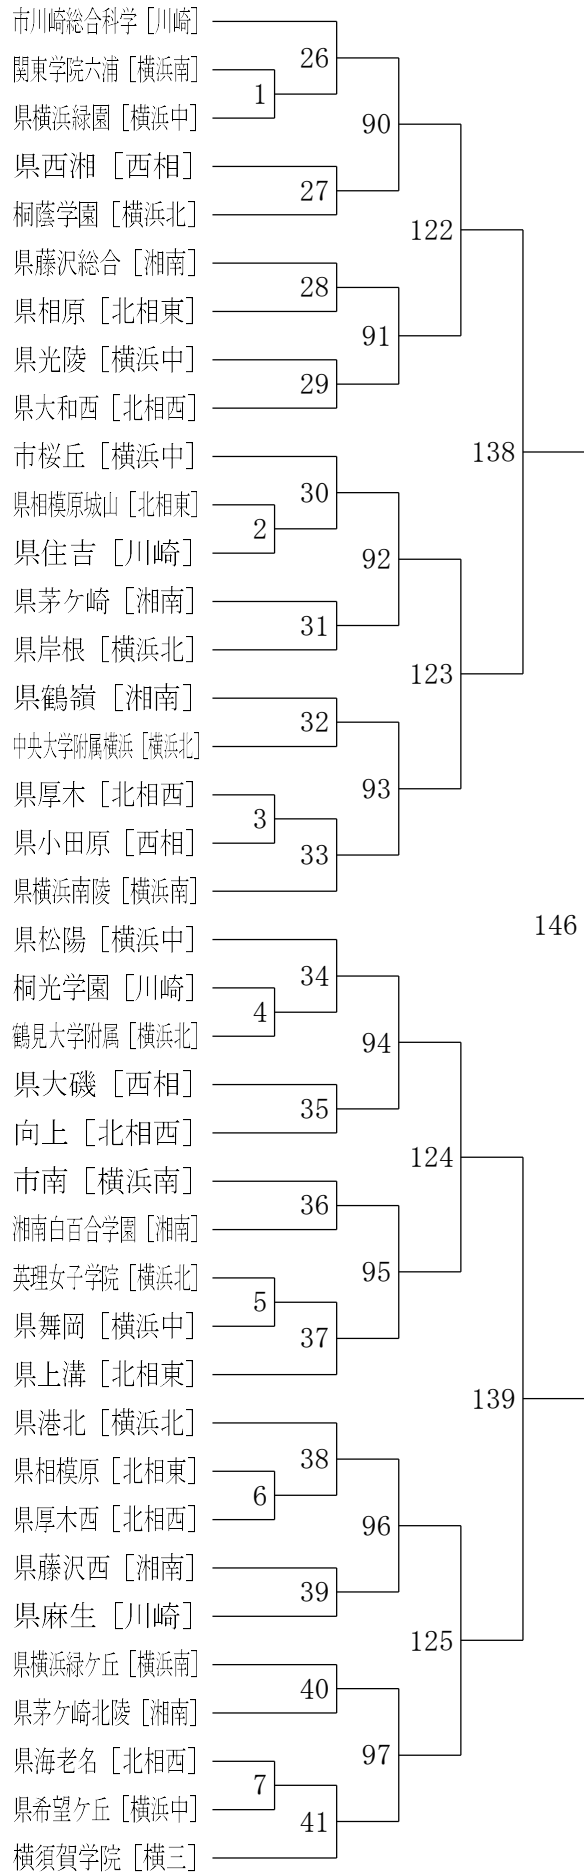 市川崎総合科学［川崎］
26
関東学院六浦［横浜南］
1
県横浜緑園［横浜中］
90
県西湘［西相］
27
桐蔭学園［横浜北］
122
県藤沢総合［湘南］
28
県相原［北相東］
91
県光陵［横浜中］
29
県大和西［北相西］
138
市桜丘［横浜中］
30
県相模原城山［北相東］
2
県住吉［川崎］
92
県茅ケ崎［湘南］
31
県岸根［横浜北］
123
県鶴嶺［湘南］
32
中央大学附属横浜［横浜北］
93
県厚木［北相西］
3
県小田原［西相］
33
県横浜南陵［横浜南］
146
県松陽［横浜中］
34
桐光学園［川崎］
4
鶴見大学附属［横浜北］
94
県大磯［西相］
35
向上［北相西］
124
市南［横浜南］
36
湘南白百合学園［湘南］
95
英理女子学院［横浜北］
5
県舞岡［横浜中］
37
県上溝［北相東］
139
県港北［横浜北］
38
県相模原［北相東］
6
県厚木西［北相西］
96
県藤沢西［湘南］
39
県麻生［川崎］
125
県横浜緑ケ丘［横浜南］
40
県茅ケ崎北陵［湘南］
97
県海老名［北相西］
7
県希望ケ丘［横浜中］
41
横須賀学院［横三］